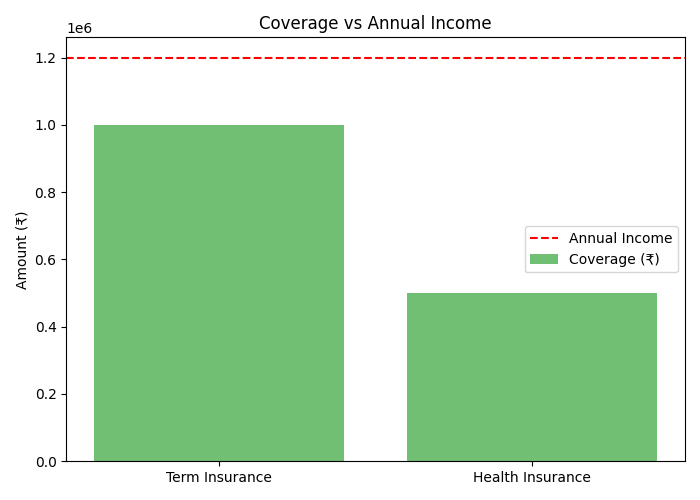 Coverage vs Annual Income
1e6
1.2
1.0
0.8
0.6
0.4
0.2
0.0
Amount (₹)
Annual Income
Coverage (₹)
Term Insurance
Health Insurance